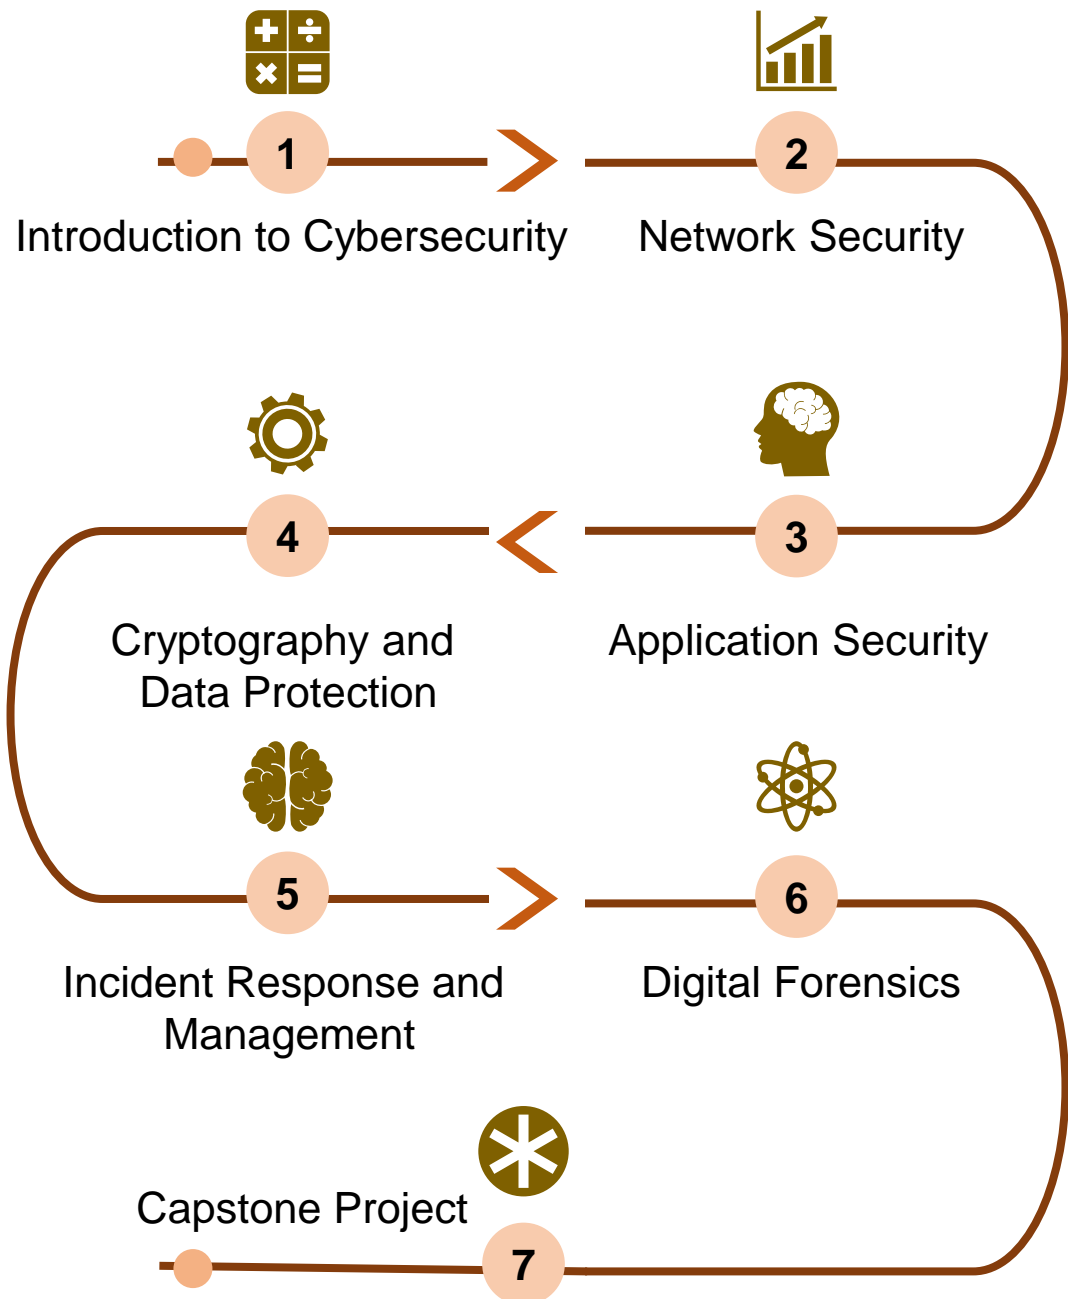 1
Introduction to Cybersecurity
2
Network Security
3
Application Security
4
Cryptography and
Data Protection
5
Incident Response and
Management
6
Digital Forensics
7
Capstone Project